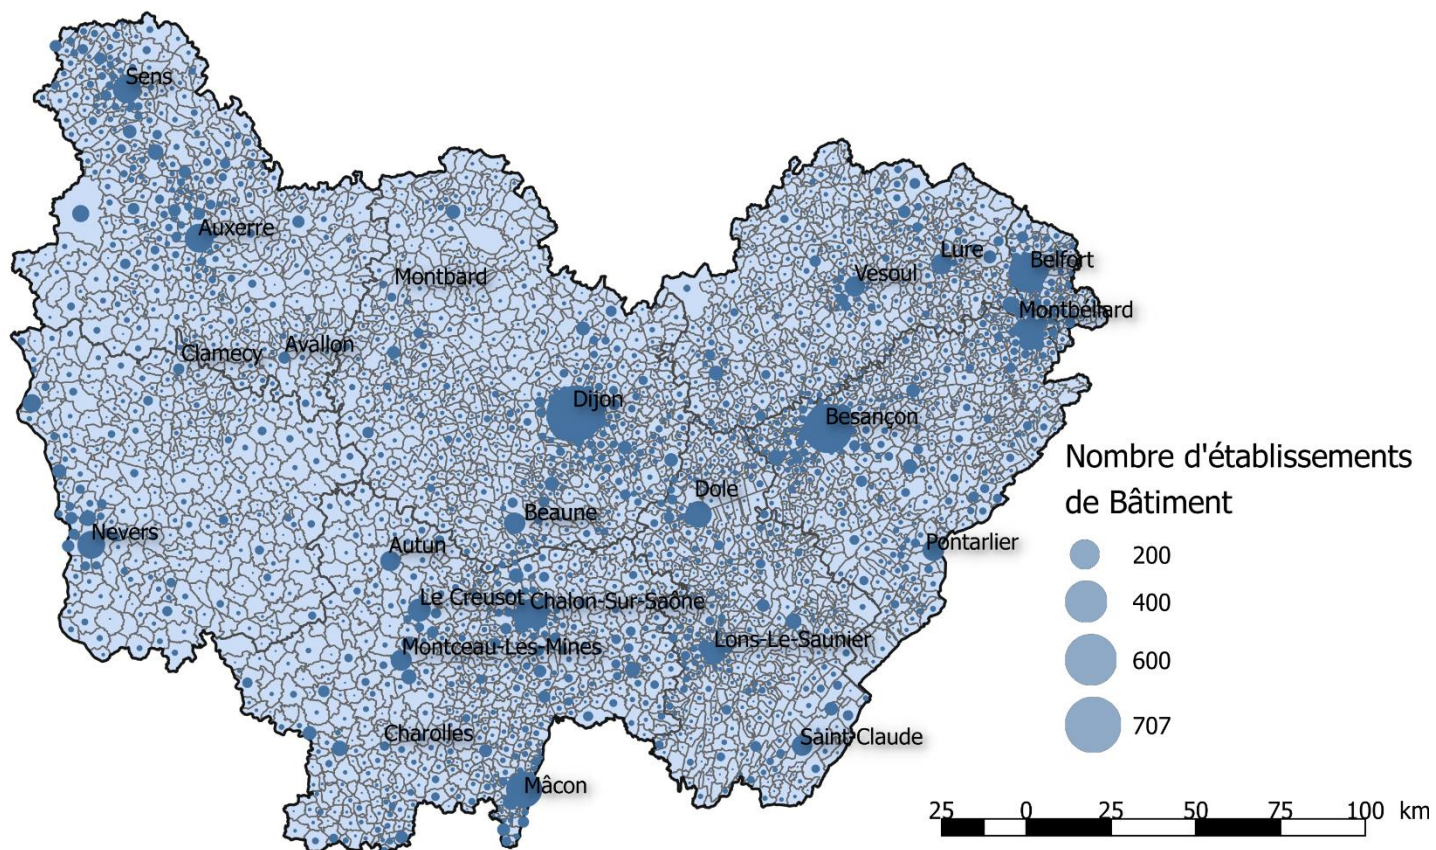 Sens
Auxerre
Montbard
Lure
Belfort
Vesoul
Montbéliard
Clamecy
Avallon
Dijon
Besançon
Nombre d'établissements
de Bâtiment
Dole
Beaune
Nevers
Autun
Pontarlier
200
Le Creusot
Chalon-Sur-Saône
400
Montceau-Les-Mines
Lons-Le-Saunier
600
Charolles
Saint-Claude
707
Mâcon
25 0 25 50 75 100 km